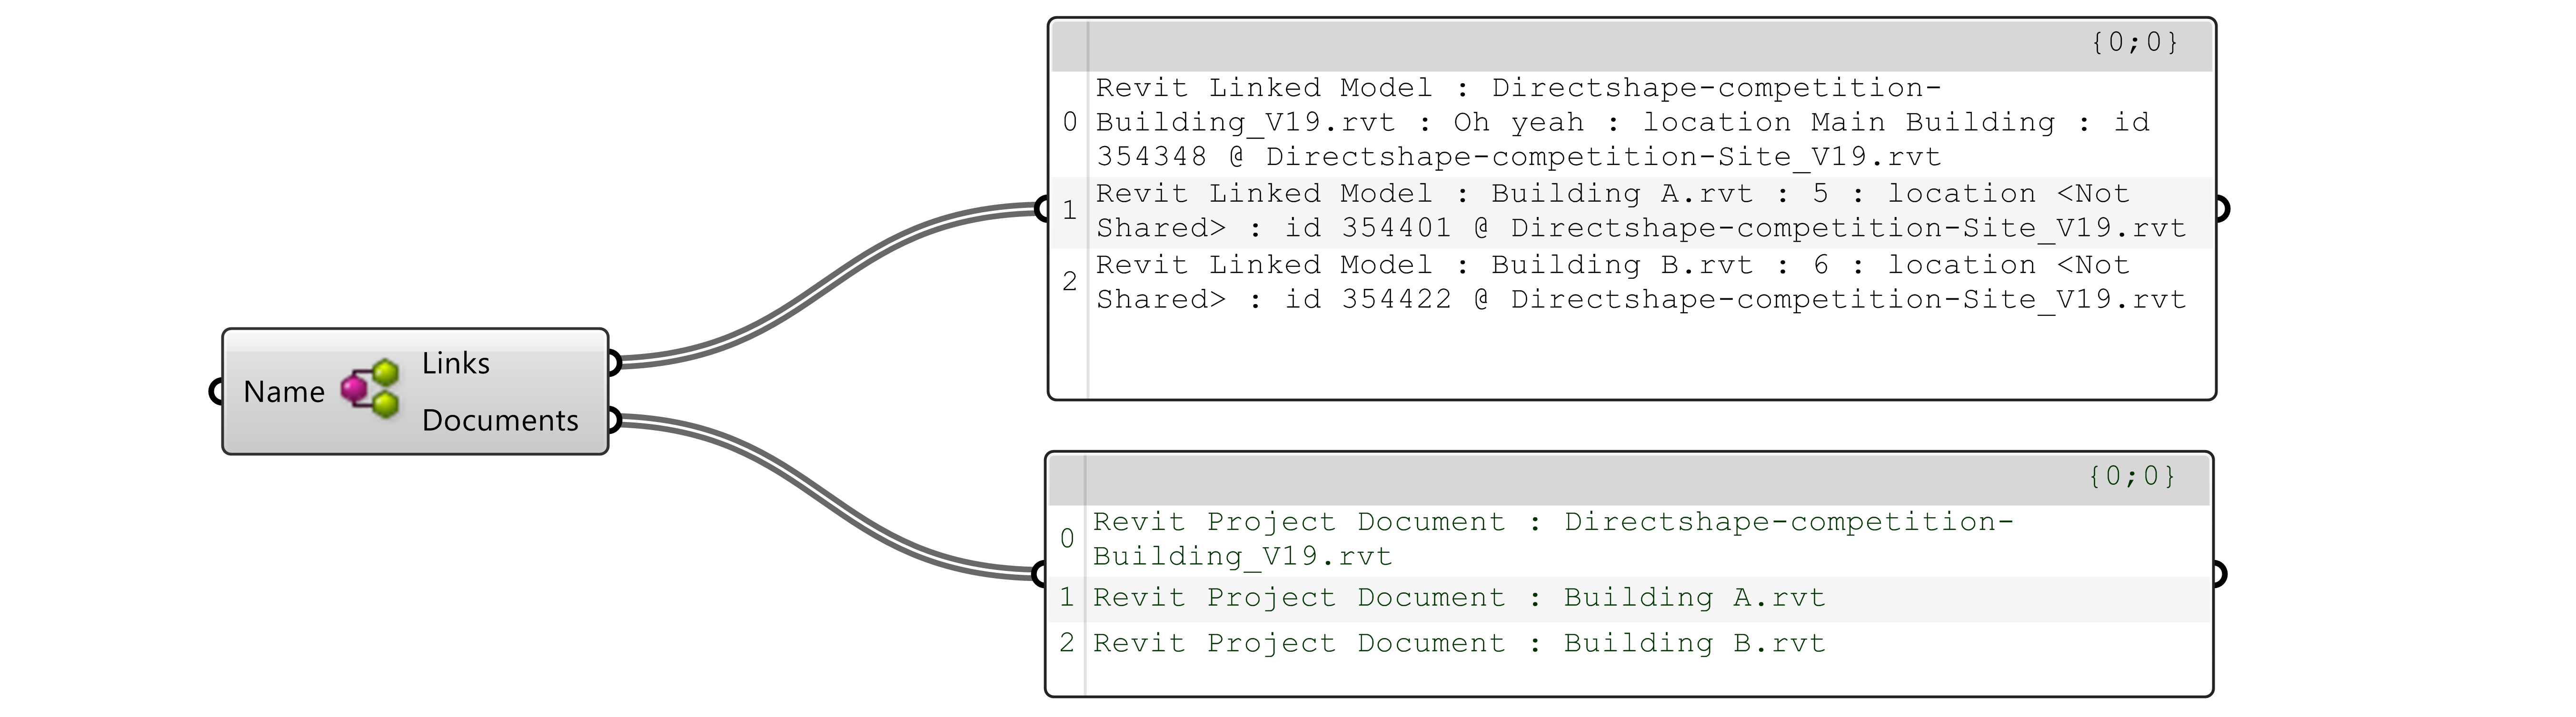 {0;0}
0
Revit Linked Model : Directshape-competition-
Building_V19.rvt : Oh yeah : location Main Building : id
354348 @ Directshape-competition-Site_V19.rvt
1
Revit Linked Model : Building A.rvt : 5 : location <Not
Shared> : id 354401 @ Directshape-competition-Site_V19.rvt
2
Revit Linked Model : Building B.rvt : 6 : location <Not
Shared> : id 354422 @ Directshape-competition-Site_V19.rvt
Name
Links
Documents
{0;0}
0
Revit Project Document : Directshape-competition-
Building_V19.rvt
1 Revit Project Document : Building A.rvt
2 Revit Project Document : Building B.rvt